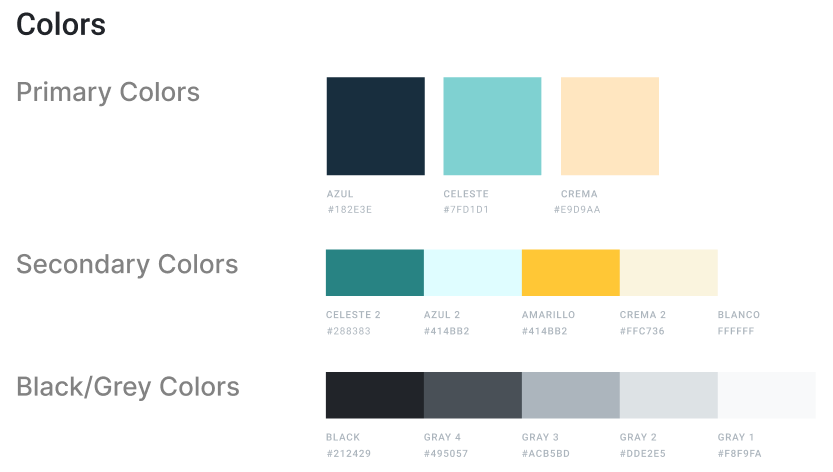 Colors
Primary Colors
AZUL
#182E3E
CELESTE
#7FD1D1
CREMA
#E9D9AA
Secondary Colors
CELESTE 2
#288383
AZUL 2
#414BB2
AMARILLO
#414BB2
CREMA 2
#FFC736
BLANCO
FFFFFF
Black/Grey Colors
BLACK
#212429
GRAY 4
#495057
GRAY 3
#ACB5BD
GRAY 2
#DDE2E5
GRAY 1
#F8F9FA